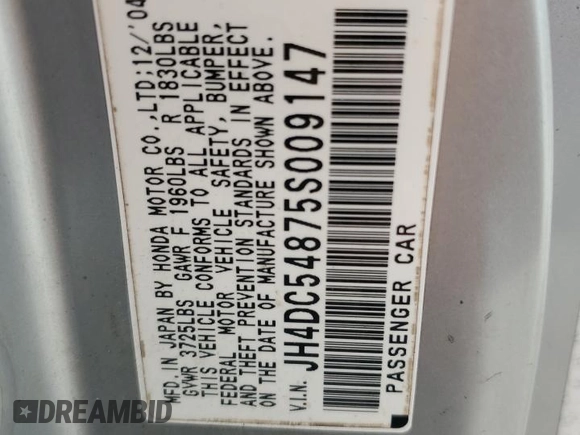 MFD. IN JAPAN BY HONDA MOTOR CO.,LTD;12/'04
GVWR 3725LBS GAWR F 1960LBS R 1830LBS
THIS VEHICLE CONFORMS TO ALL APPLICABLE
FEDERAL MOTOR VEHICLE SAFETY, BUMPER,
AND THEFT PREVENTION STANDARDS IN EFFECT
ON THE DATE OF MANUFACTURE SHOWN ABOVE.
V.I.N. JH4DC54875S009147
PASSENGER CAR
DREAMBID